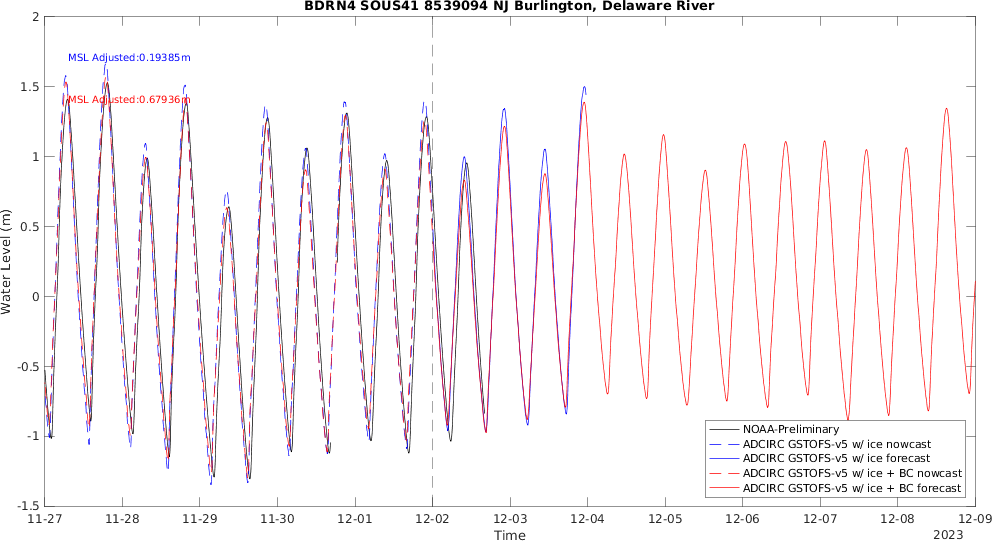 BDRN4 SOUS41 8539094 NJ Burlington, Delaware River
2
MSL Adjusted:0.19385m
1.5
MSL Adjusted:0.67936m
1
0.5
Water Level (m)
0
-0.5
-1
-1.5
NOAA-Preliminary
ADCIRC GSTOFS-v5 w/ ice nowcast
ADCIRC GSTOFS-v5 w/ ice forecast
ADCIRC GSTOFS-v5 w/ ice + BC nowcast
ADCIRC GSTOFS-v5 w/ ice + BC forecast
11-27 11-28 11-29 11-30 12-01 12-02 12-03 12-04 12-05 12-06 12-07 12-08 12-09
Time
2023